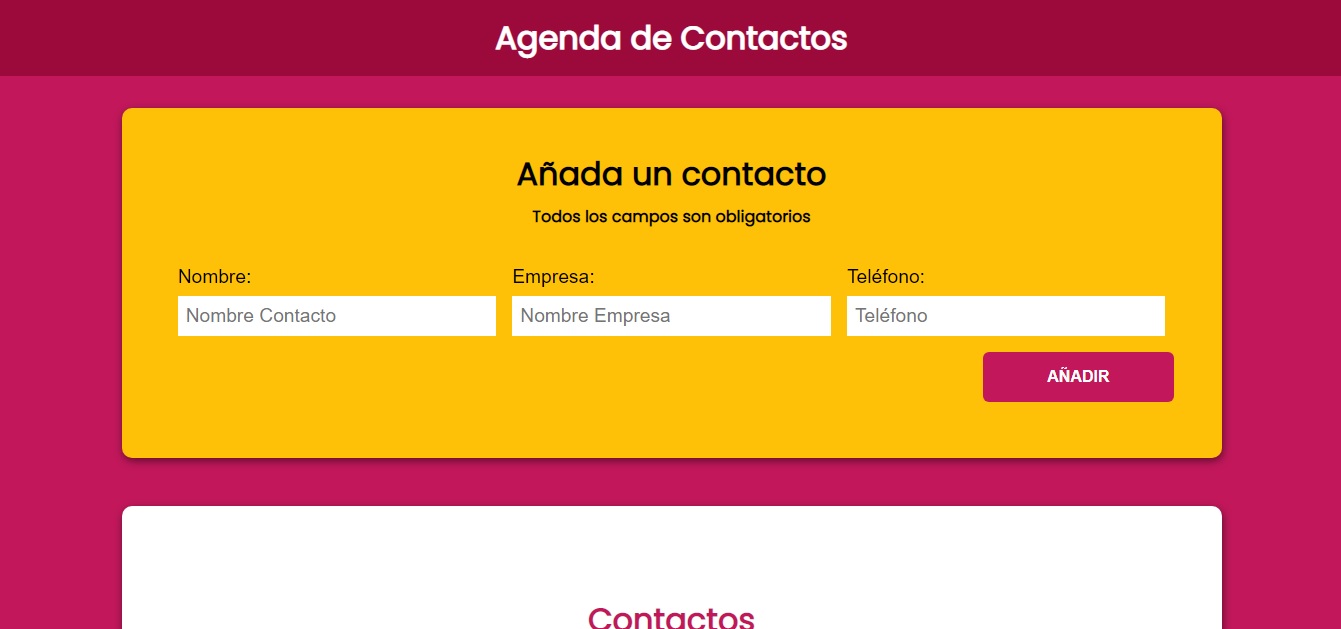 Agenda de Contactos
Añada un contacto
Todos los campos son obligatorios
Nombre: Empresa: Teléfono:
Nombre Contacto Nombre Empresa Teléfono
AÑADIR
Contactos